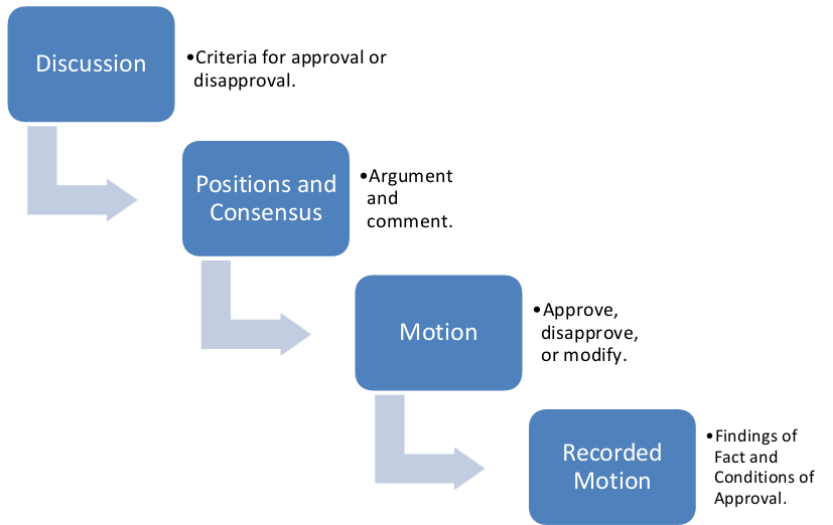 Discussion
•Criteria for approval or
disapproval.
Positions and
Consensus
•Argument
and
comment.
Motion
•Approve,
disapprove,
or modify.
Recorded
Motion
•Findings of
Fact and
Conditions of
Approval.